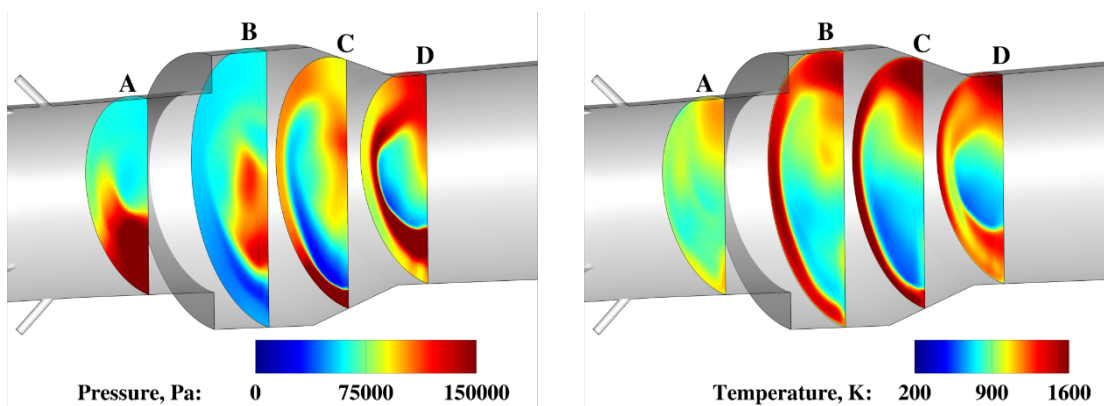 A
B
C
D
Pressure, Pa:
0
75000
150000
A
B
C
D
Temperature, K:
200
900
1600